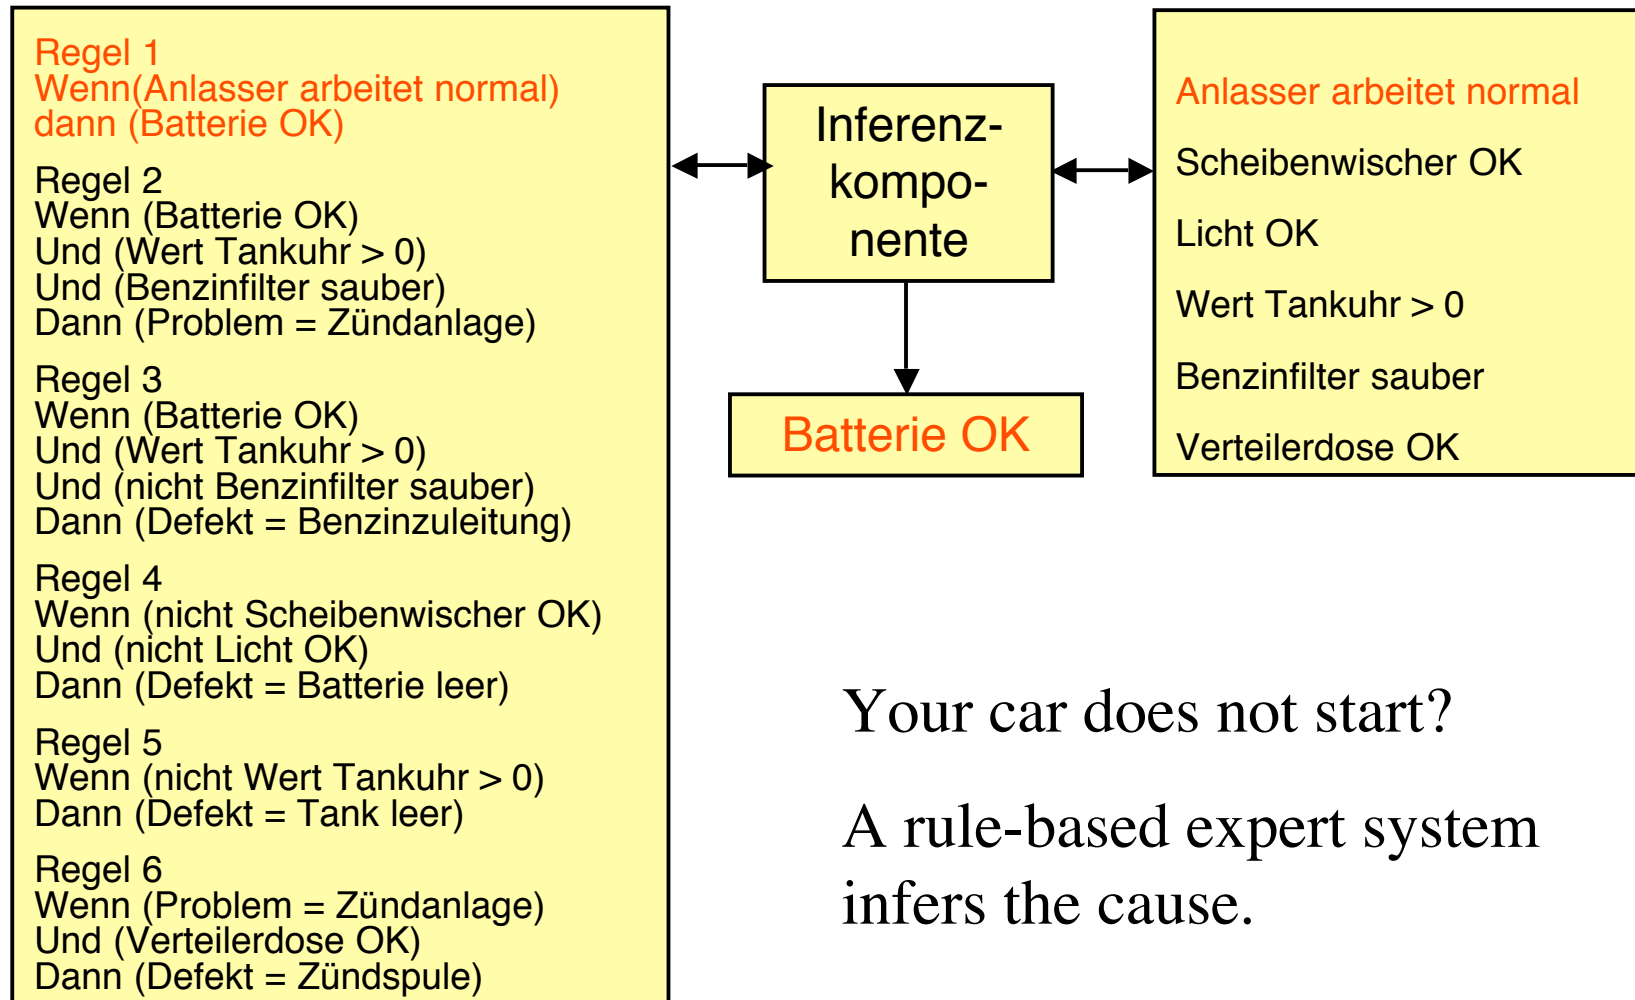 Regel 1
Wenn(Anlasser arbeitet normal)
dann (Batterie OK)
Regel 2
Wenn (Batterie OK)
Und (Wert Tankuhr > 0)
Und (Benzinfilter sauber)
Dann (Problem = Zündanlage)
Regel 3
Wenn (Batterie OK)
Und (Wert Tankuhr > 0)
Und (nicht Benzinfilter sauber)
Dann (Defekt = Benzinzuleitung)
Regel 4
Wenn (nicht Scheibenwischer OK)
Und (nicht Licht OK)
Dann (Defekt = Batterie leer)
Regel 5
Wenn (nicht Wert Tankuhr > 0)
Dann (Defekt = Tank leer)
Regel 6
Wenn (Problem = Zündanlage)
Und (Verteilerdose OK)
Dann (Defekt = Zündspule)
Inferenz-
kompo-
nente
Batterie OK
Anlasser arbeitet normal
Scheibenwischer OK
Licht OK
Wert Tankuhr > 0
Benzinfilter sauber
Verteilerdose OK
Your car does not start?
A rule-based expert system
infers the cause.